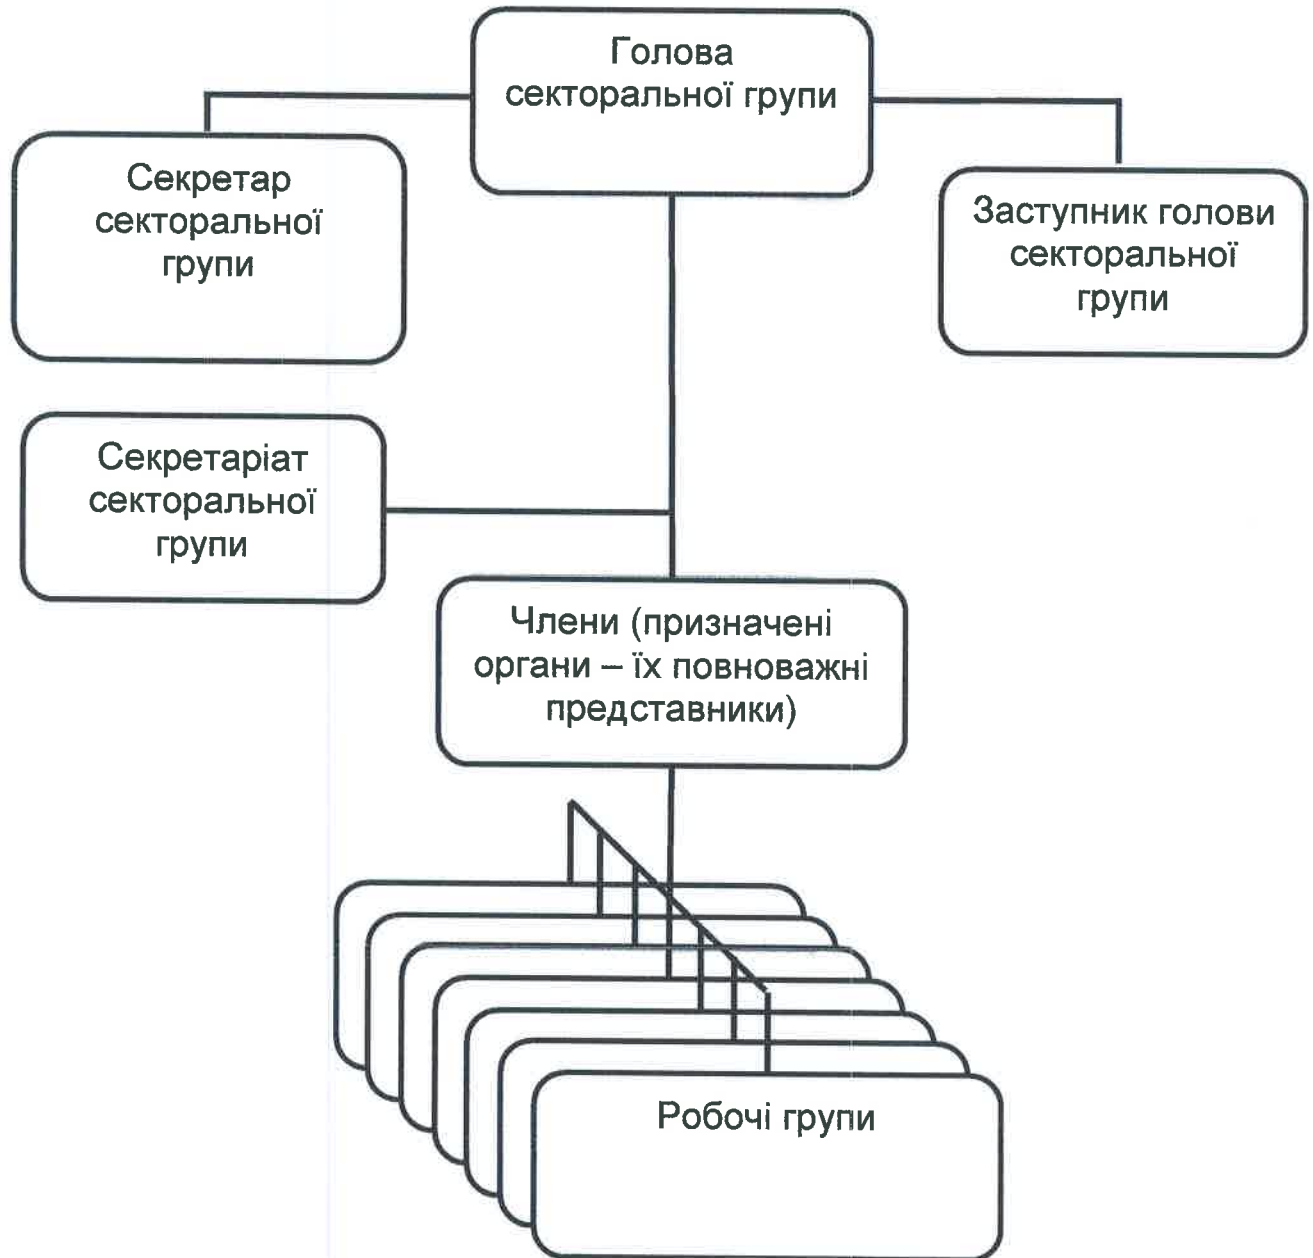 Голова
секторальної групи
Секретар
секторальної
групи
Заступник голови
секторальної
групи
Секретаріат
секторальної
групи
Члени (призначені
органи – їх повноважні
представники)
Робочі групи